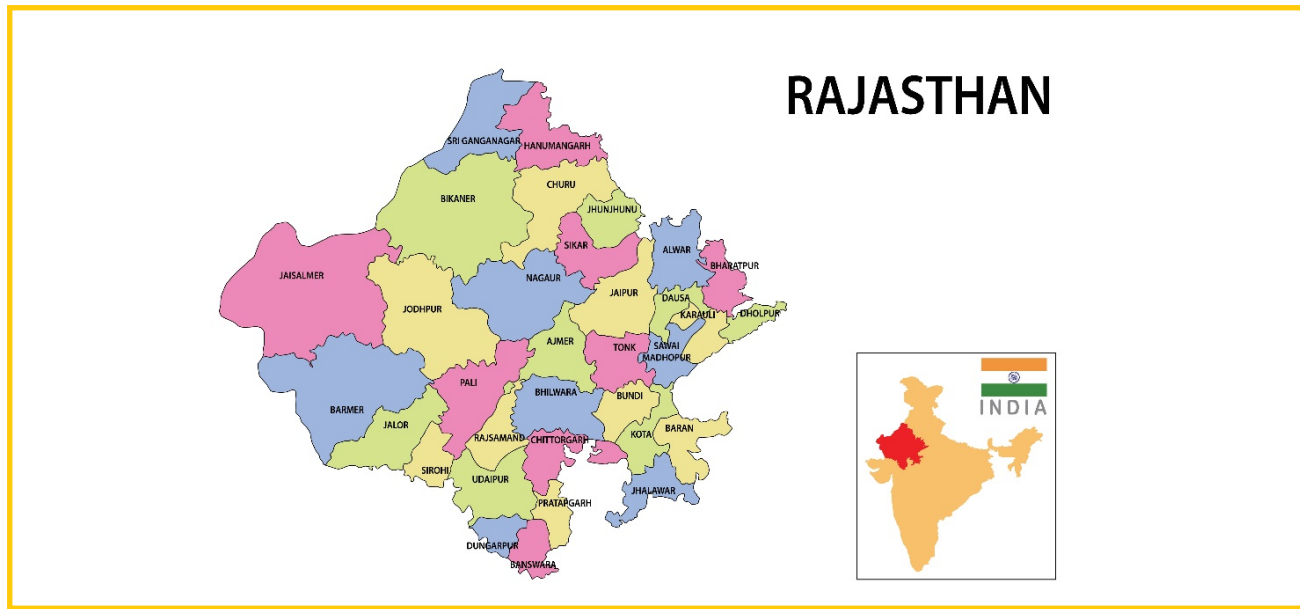 RAJASTHAN
SRI GANGANAGAR
HANUMANGARH
CHURU
BIKANER
JHUNJHUNU
SIKAR
ALWAR
BHARATPUR
JAISALMER
NAGAUR
JAIPUR
DAUSA
JODHPUR
KARAULI
DHOLPUR
AJMER
TONK
SAWAI
MADHOPUR
PALI
BHILWARA
BUNDI
BARMER
JALOR
RAJSAMAND
CHITTORGARH
KOTA
BARAN
SIROHI
UDAIPUR
JHALAWAR
PRATAPGARH
DUNGARPUR
BANSWARA
INDIA